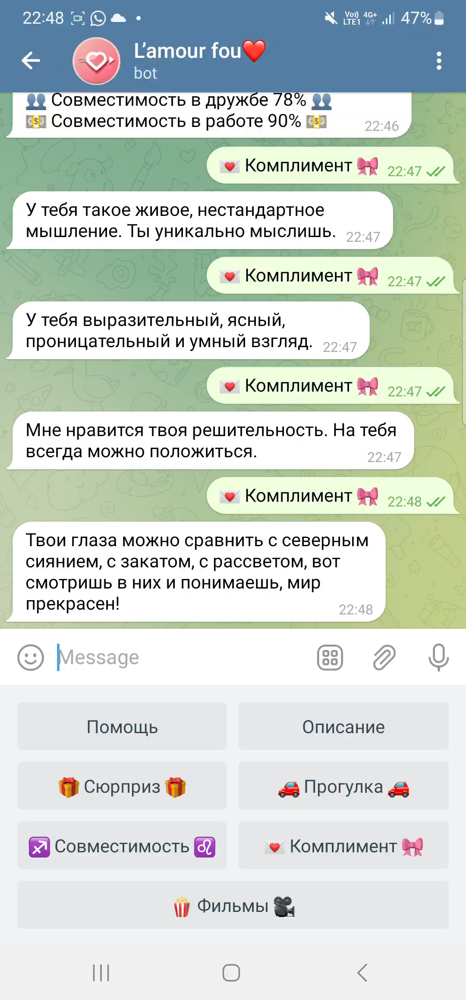 22:48
Vo)) 4G+
LTE1
47%
L’amour fou❤️
bot
👥 Совместимость в дружбе 78% 👥
💵 Совместимость в работе 90% 💵 22:46
💌 Комплимент 🎀 22:47
У тебя такое живое, нестандартное
мышление. Ты уникально мыслишь. 22:47
💌 Комплимент 🎀 22:47
У тебя выразительный, ясный,
проницательный и умный взгляд. 22:47
💌 Комплимент 🎀 22:47
Мне нравится твоя решительность. На тебя
всегда можно положиться. 22:47
💌 Комплимент 🎀 22:48
Твои глаза можно сравнить с северным
сиянием, с закатом, с рассветом, вот
смотришь в них и понимаешь, мир
прекрасен! 22:48
Message
Помощь
Описание
🎁 Сюрприз 🎁
🚗 Прогулка 🚗
♐ Совместимость ♌
💌 Комплимент 🎀
🍿 Фильмы 🎥